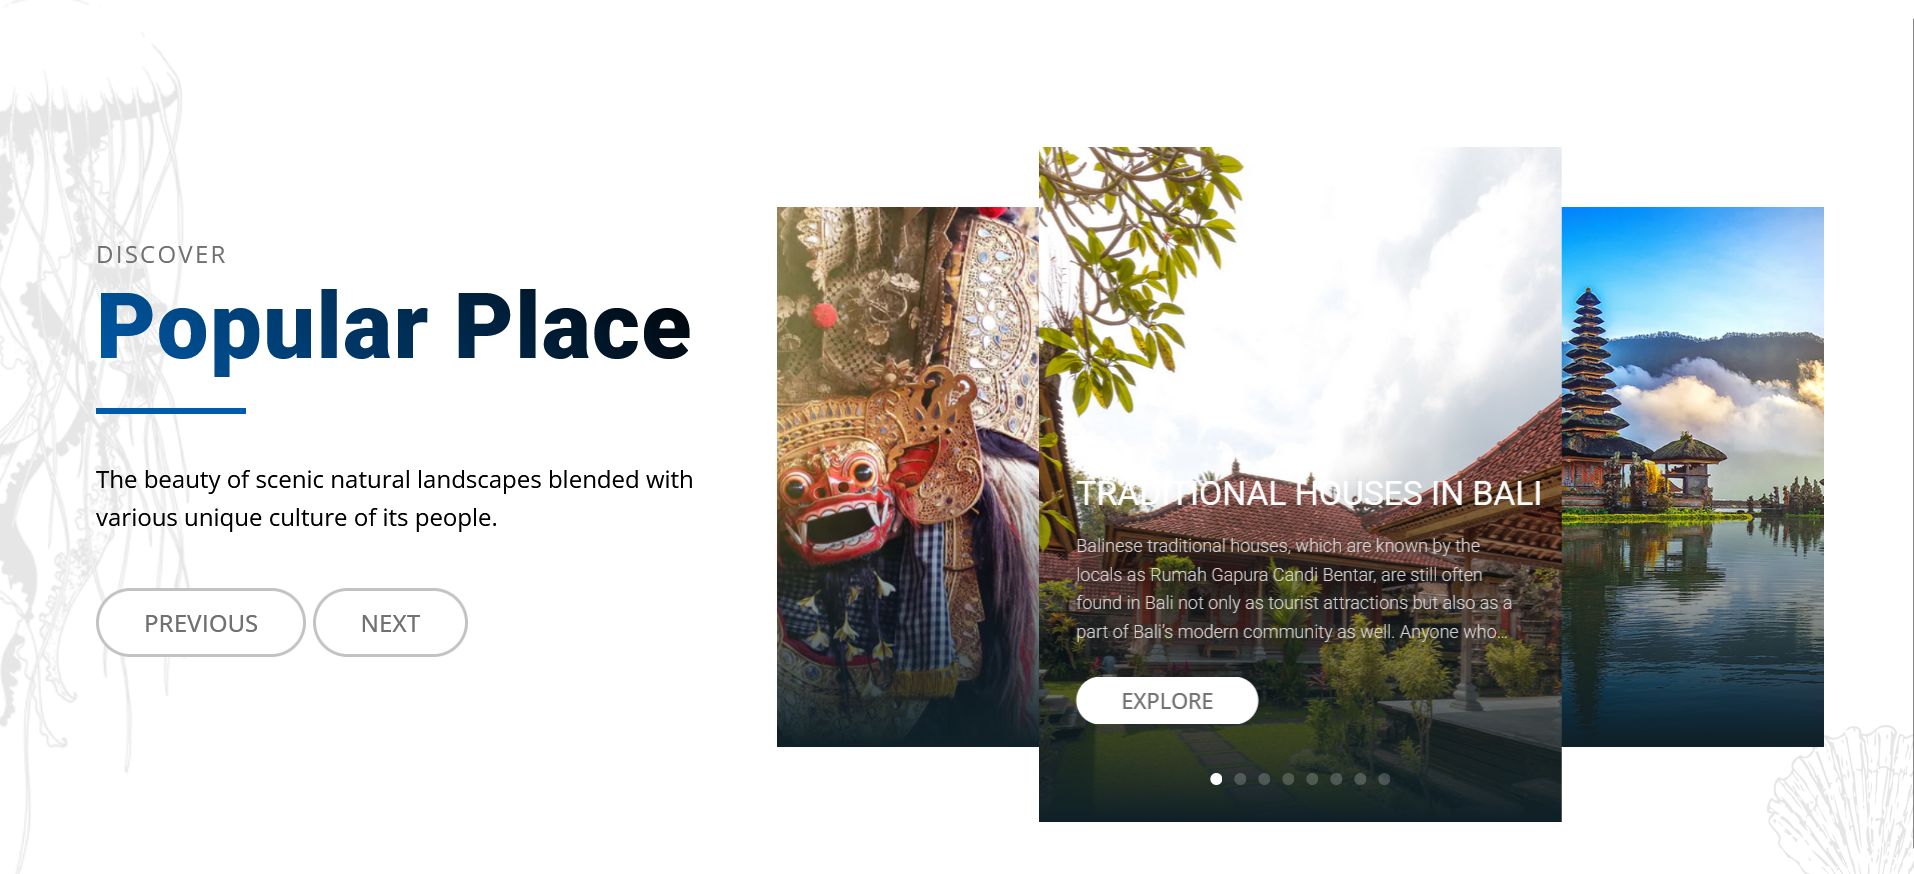 DISCOVER
Popular Place
The beauty of scenic natural landscapes blended with
various unique culture of its people.
PREVIOUS
NEXT
TRADITIONAL HOUSES IN BALI
Balinese traditional houses, which are known by the
locals as Rumah Gapura Candi Bentar, are still often
found in Bali not only as tourist attractions but also as a
part of Bali's modern community as well. Anyone who...
EXPLORE